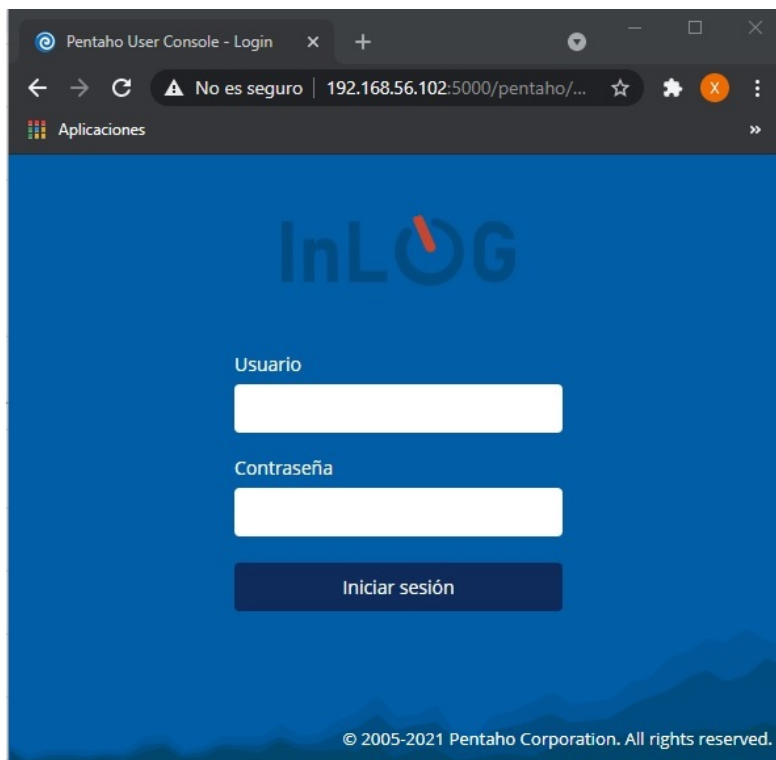 Pentaho User Console - Login
No es seguro | 192.168.56.102:5000/pentaho/...
X
Aplicaciones
InLOG
Usuario
Contraseña
Iniciar sesión
© 2005-2021 Pentaho Corporation. All rights reserved.